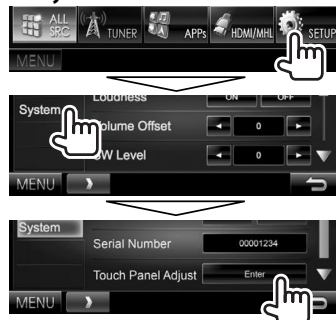 ALL
SRC
TUNER
APPs
HDMI/MHL
SETUP
MENU
Loudness ON OFF
System
Volume Offset 0
SW Level 0
MENU
System
Serial Number 00001234
Touch Panel Adjust Enter
MENU